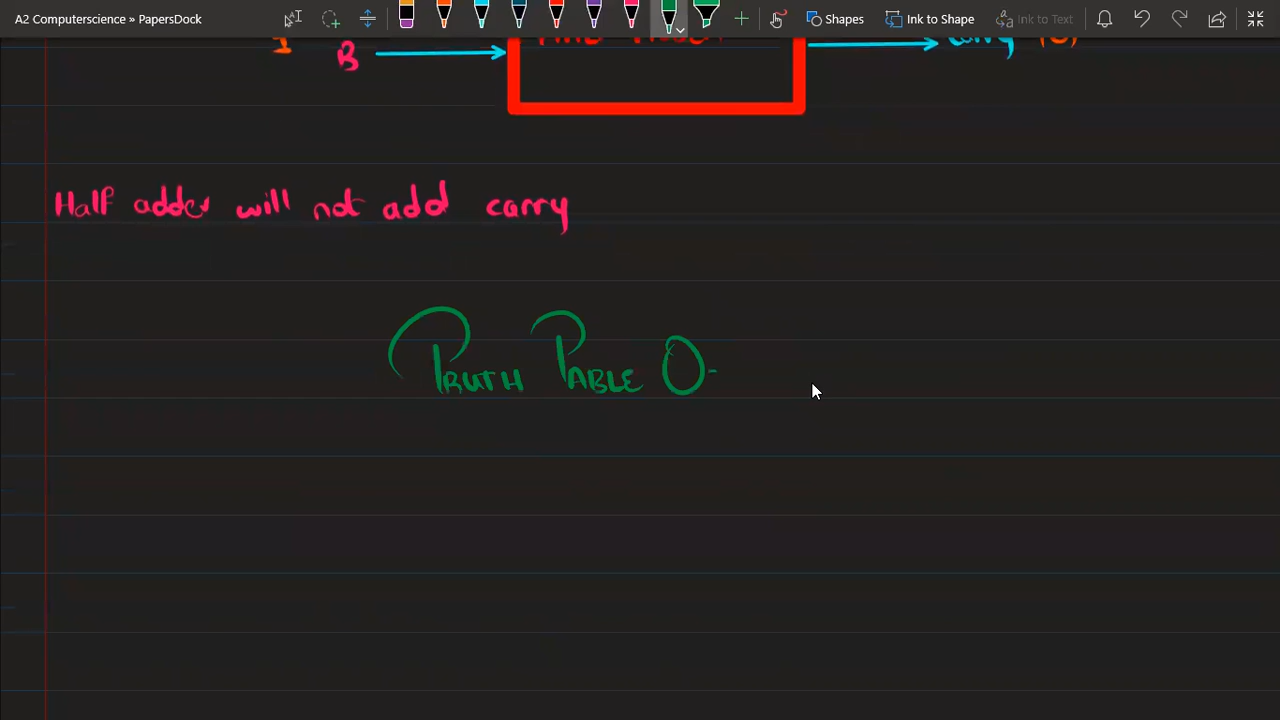 A2 Computerscience » PapersDock
Shapes
Ink to Shape
Ink to Text
B
Half adder will not add carry
TRUTH TABLE O